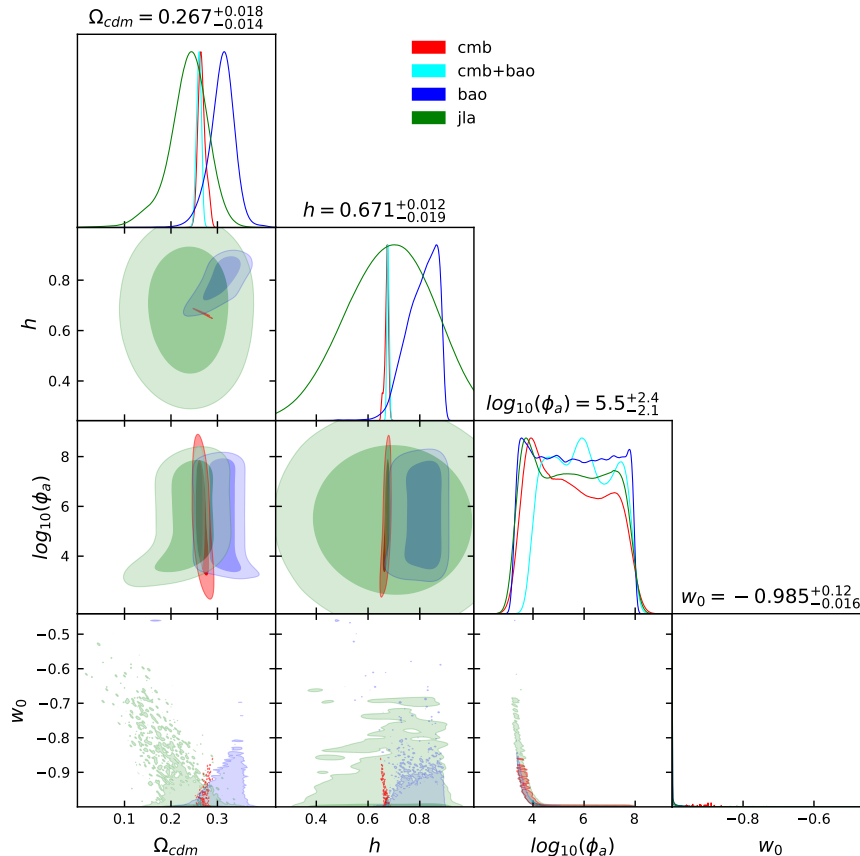 Ω_cdm = 0.267^{+0.018}_{-0.014}
cmb
cmb+bao
bao
jla
h = 0.671^{+0.012}_{-0.019}
0.8
0.6
0.4
h
log_10(ϕ_a) = 5.5^{+2.4}_{-2.1}
8
6
4
log_10(ϕ_a)
w_0 = −0.985^{+0.12}_{-0.016}
−0.5
−0.6
−0.7
−0.8
−0.9
w_0
0.1 0.2 0.3 0.4 0.6 0.8 4 6 8 −0.8 −0.6
Ω_cdm h log_10(ϕ_a) w_0